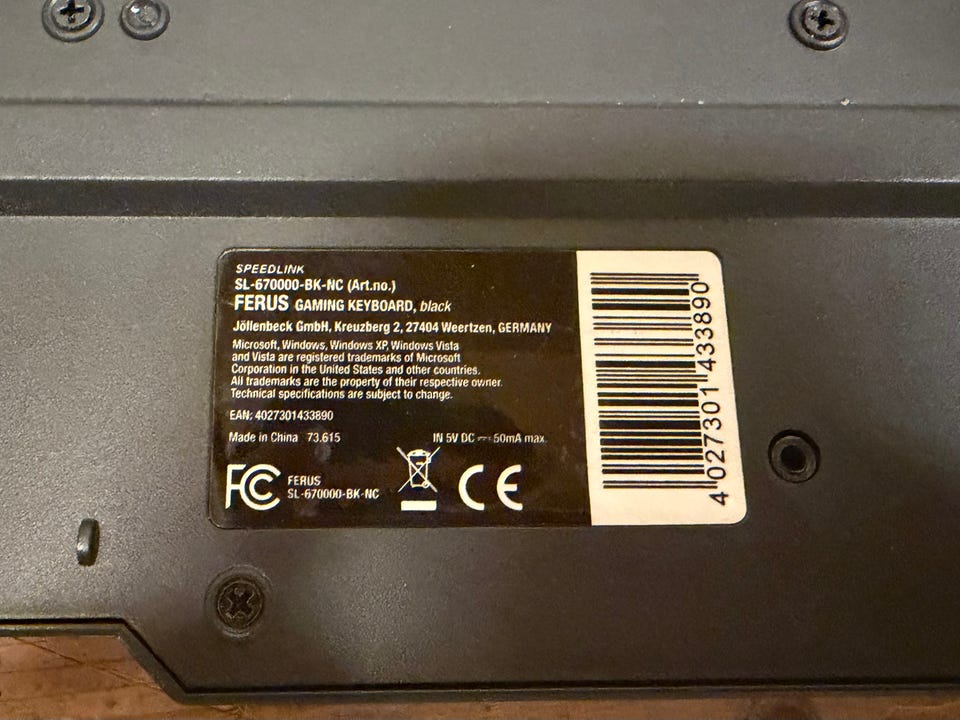 SPEEDLINK
SL-670000-BK-NC (Art.no.)
FERUS GAMING KEYBOARD, black
Jöllenbeck GmbH, Kreuzberg 2, 27404 Weertzen, GERMANY
Microsoft, Windows, Windows XP, Windows Vista
and Vista are registered trademarks of Microsoft
Corporation in the United States and other countries.
All trademarks are the property of their respective owner.
Technical specifications are subject to change.
EAN: 4027301433890
Made in China 73.615 IN 5V DC ⎓ 50mA max.
FC FERUS
SL-670000-BK-NC
CE
4 027301 433890